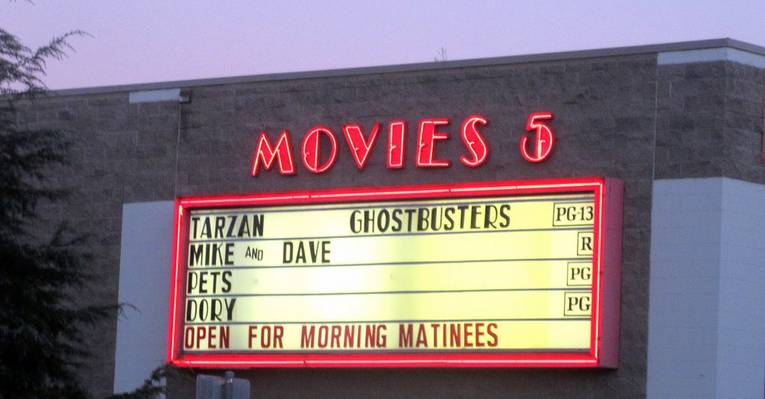 MOVIES 5
TARZAN GHOSTBUSTERS PG-13
MIKE AND DAVE R
PETS PG
DORY PG
OPEN FOR MORNING MATINEES